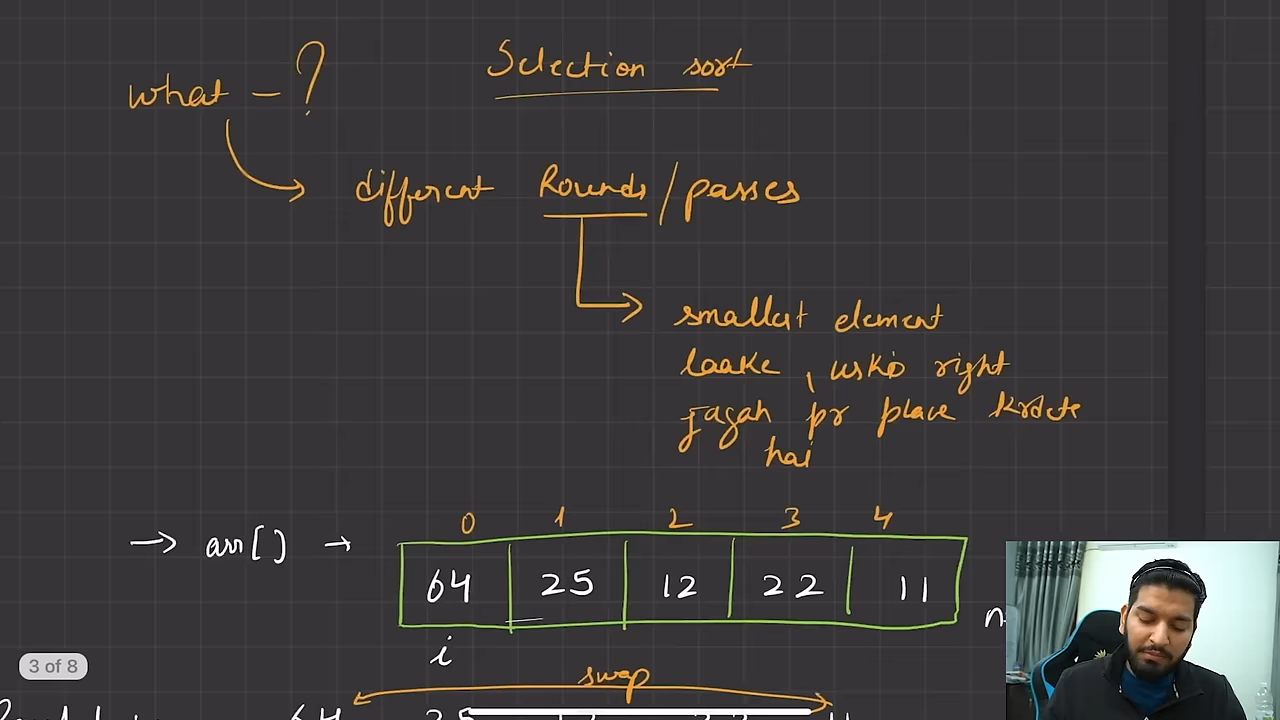 Selection sort
what - ?
different Rounds/passes
smallest element
laake, usko right
jagah pr place krdete
hai
0 1 2 3 4
→ arr[] →
64 25 12 22 11
n
i
3 of 8
swap
64